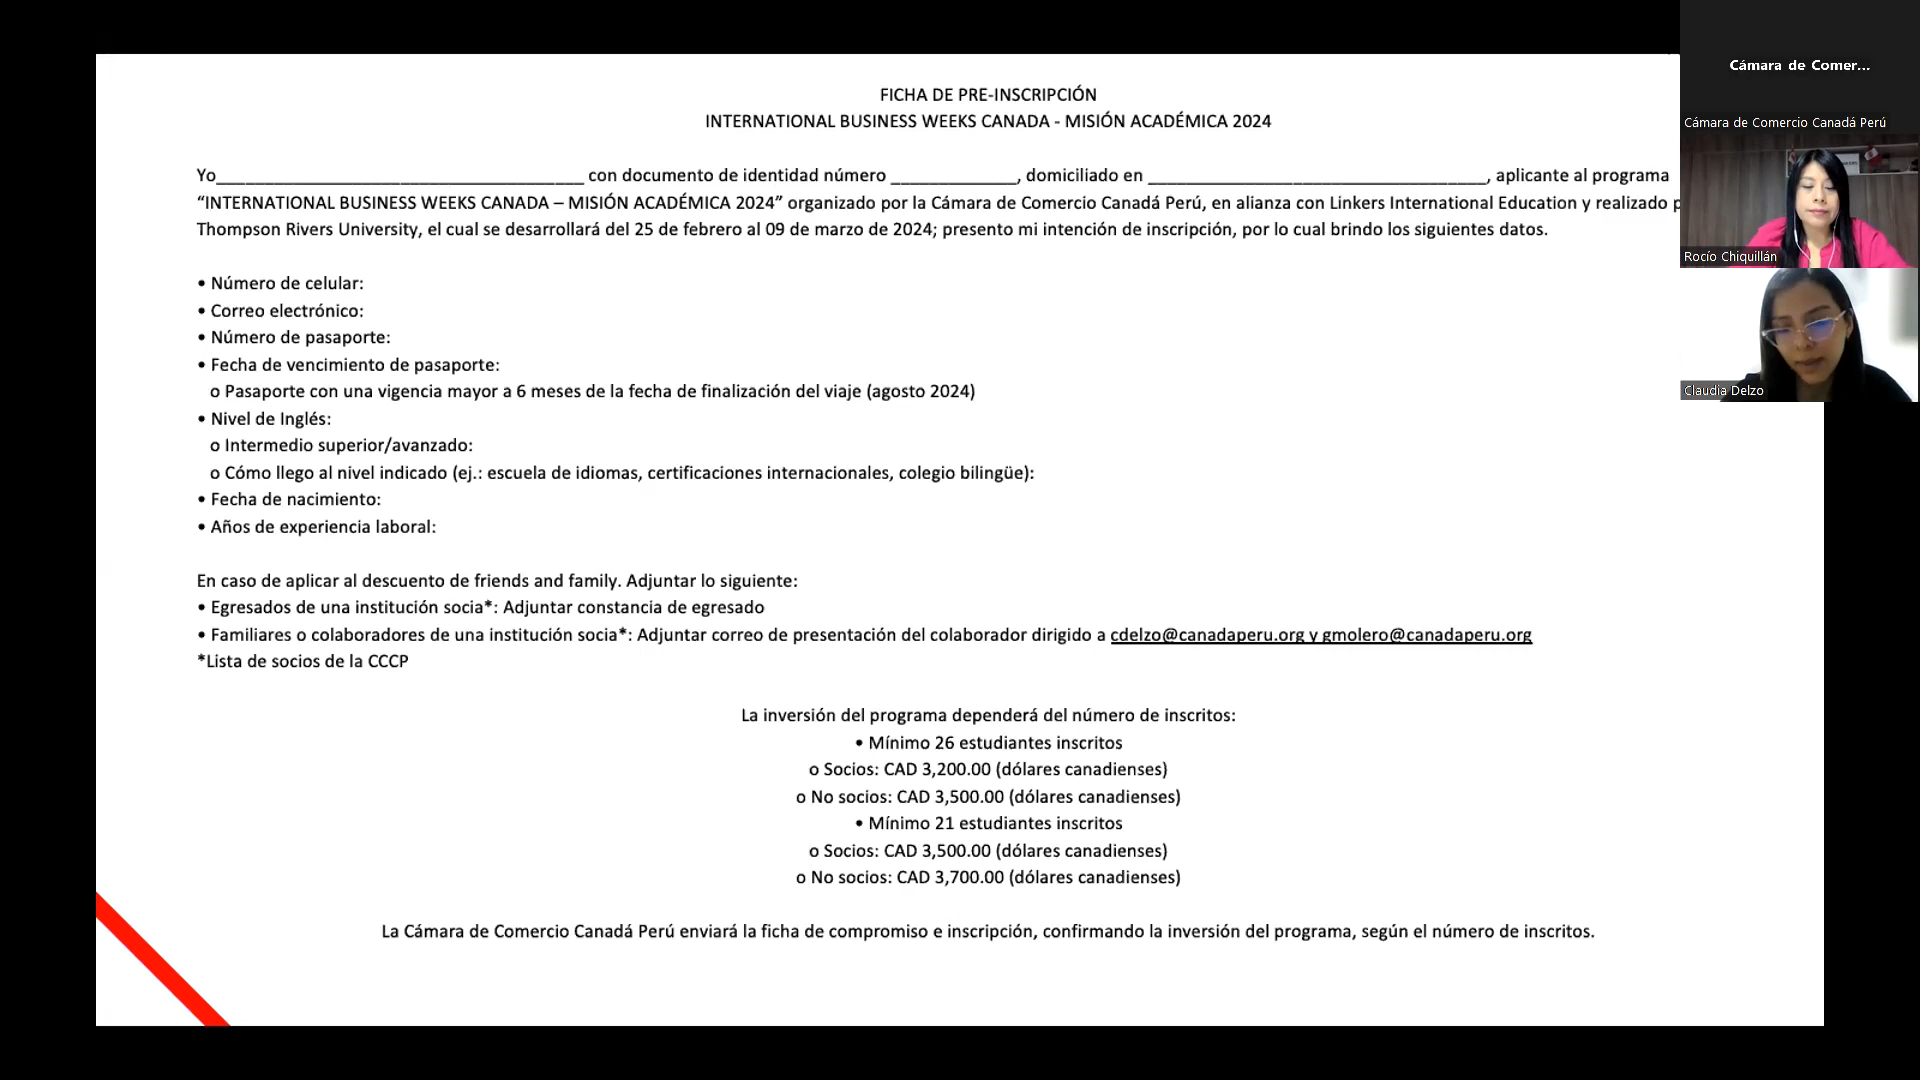 FICHA DE PRE-INSCRIPCIÓN
INTERNATIONAL BUSINESS WEEKS CANADA - MISIÓN ACADÉMICA 2024
Yo______________________________________ con documento de identidad número _____________, domiciliado en ___________________________________, aplicante al programa
“INTERNATIONAL BUSINESS WEEKS CANADA – MISIÓN ACADÉMICA 2024” organizado por la Cámara de Comercio Canadá Perú, en alianza con Linkers International Education y realizado
Thompson Rivers University, el cual se desarrollará del 25 de febrero al 09 de marzo de 2024; presento mi intención de inscripción, por lo cual brindo los siguientes datos.
• Número de celular:
• Correo electrónico:
• Número de pasaporte:
• Fecha de vencimiento de pasaporte:
o Pasaporte con una vigencia mayor a 6 meses de la fecha de finalización del viaje (agosto 2024)
• Nivel de Inglés:
o Intermedio superior/avanzado:
o Cómo llego al nivel indicado (ej.: escuela de idiomas, certificaciones internacionales, colegio bilingüe):
• Fecha de nacimiento:
• Años de experiencia laboral:
En caso de aplicar al descuento de friends and family. Adjuntar lo siguiente:
• Egresados de una institución socia*: Adjuntar constancia de egresado
• Familiares o colaboradores de una institución socia*: Adjuntar correo de presentación del colaborador dirigido a cdelzo@canadaperu.org y gmolero@canadaperu.org
*Lista de socios de la CCCP
La inversión del programa dependerá del número de inscritos:
• Mínimo 26 estudiantes inscritos
o Socios: CAD 3,200.00 (dólares canadienses)
o No socios: CAD 3,500.00 (dólares canadienses)
• Mínimo 21 estudiantes inscritos
o Socios: CAD 3,500.00 (dólares canadienses)
o No socios: CAD 3,700.00 (dólares canadienses)
La Cámara de Comercio Canadá Perú enviará la ficha de compromiso e inscripción, confirmando la inversión del programa, según el número de inscritos.
Cámara de Comer...
Cámara de Comercio Canadá Perú
Rocío Chiquillán
Claudia Delzo